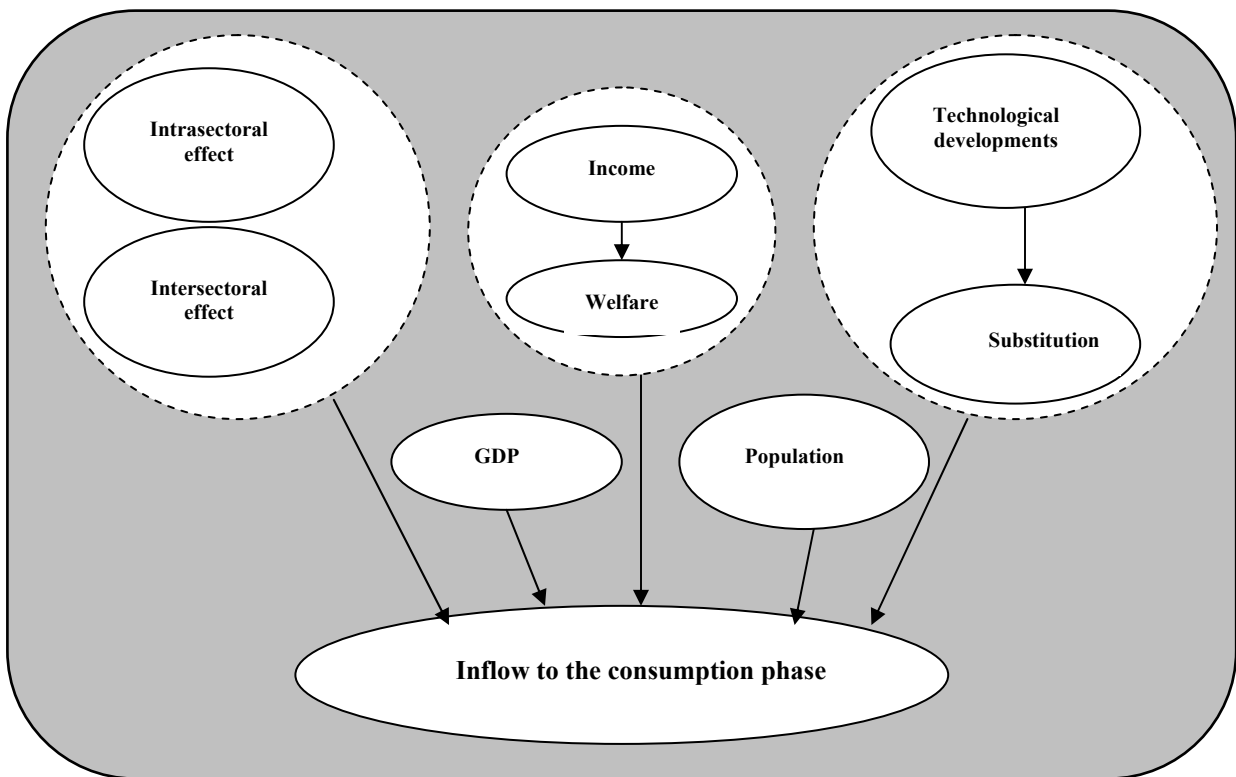 Intrasectoral
effect
Intersectoral
effect
Income
Welfare
Technological
developments
Substitution
GDP
Population
Inflow to the consumption phase